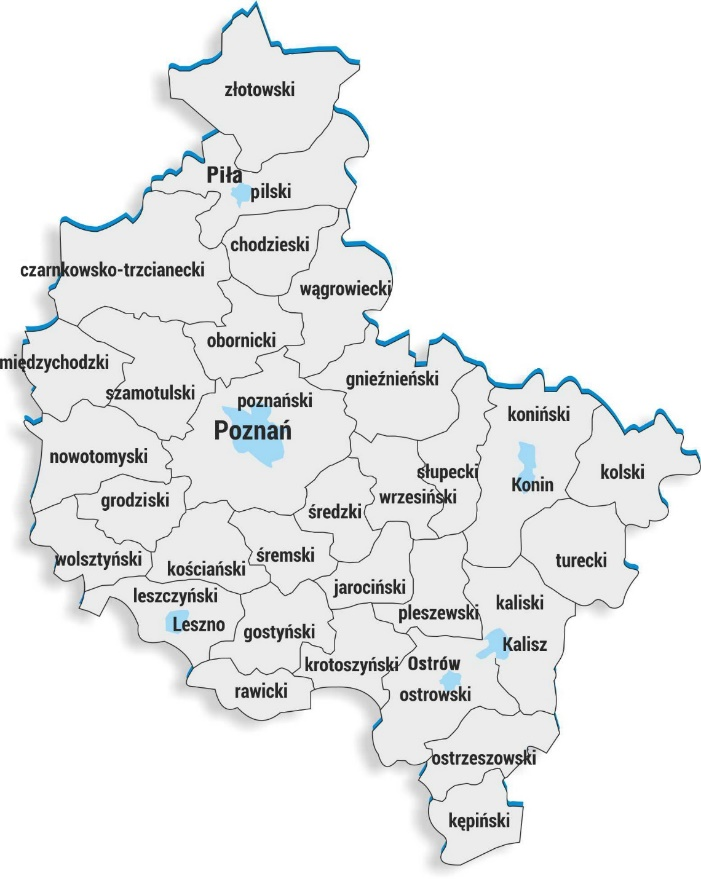 złotowski
Piła
pilski
chodzieski
czarnkowsko-trzcianecki
wągrowiecki
obornicki
międzychodzki
gnieźnieński
szamotulski
poznański
koniński
Poznań
nowotomyski
słupecki
kolski
Konin
grodziski
wrzesiński
średzki
wolsztyński
śremski
turecki
kościański
jarociński
leszczyński
kaliski
pleszewski
Leszno
gostyński
Kalisz
krotoszyński
Ostrów
rawicki
ostrowski
ostrzeszowski
kępiński